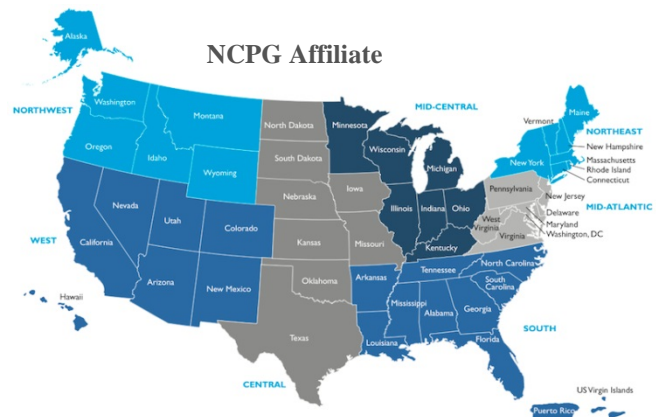 Alaska
NCPG Affiliate
NORTHWEST
Washington
Montana
Oregon
Idaho
Wyoming
North Dakota
South Dakota
Nebraska
Kansas
Oklahoma
Texas
Iowa
Missouri
CENTRAL
MID-CENTRAL
Minnesota
Wisconsin
Michigan
Illinois
Indiana
Ohio
Kentucky
Vermont
Maine
NORTHEAST
New Hampshire
Massachusetts
Rhode Island
Connecticut
New York
Pennsylvania
New Jersey
MID-ATLANTIC
Delaware
Maryland
Washington, DC
West
Virginia
Virginia
WEST
Nevada
Utah
Colorado
California
Arizona
New Mexico
Hawaii
Arkansas
Tennessee
North Carolina
South
Carolina
Mississippi
Alabama
Georgia
Louisiana
Florida
SOUTH
US Virgin Islands
Puerto Rico